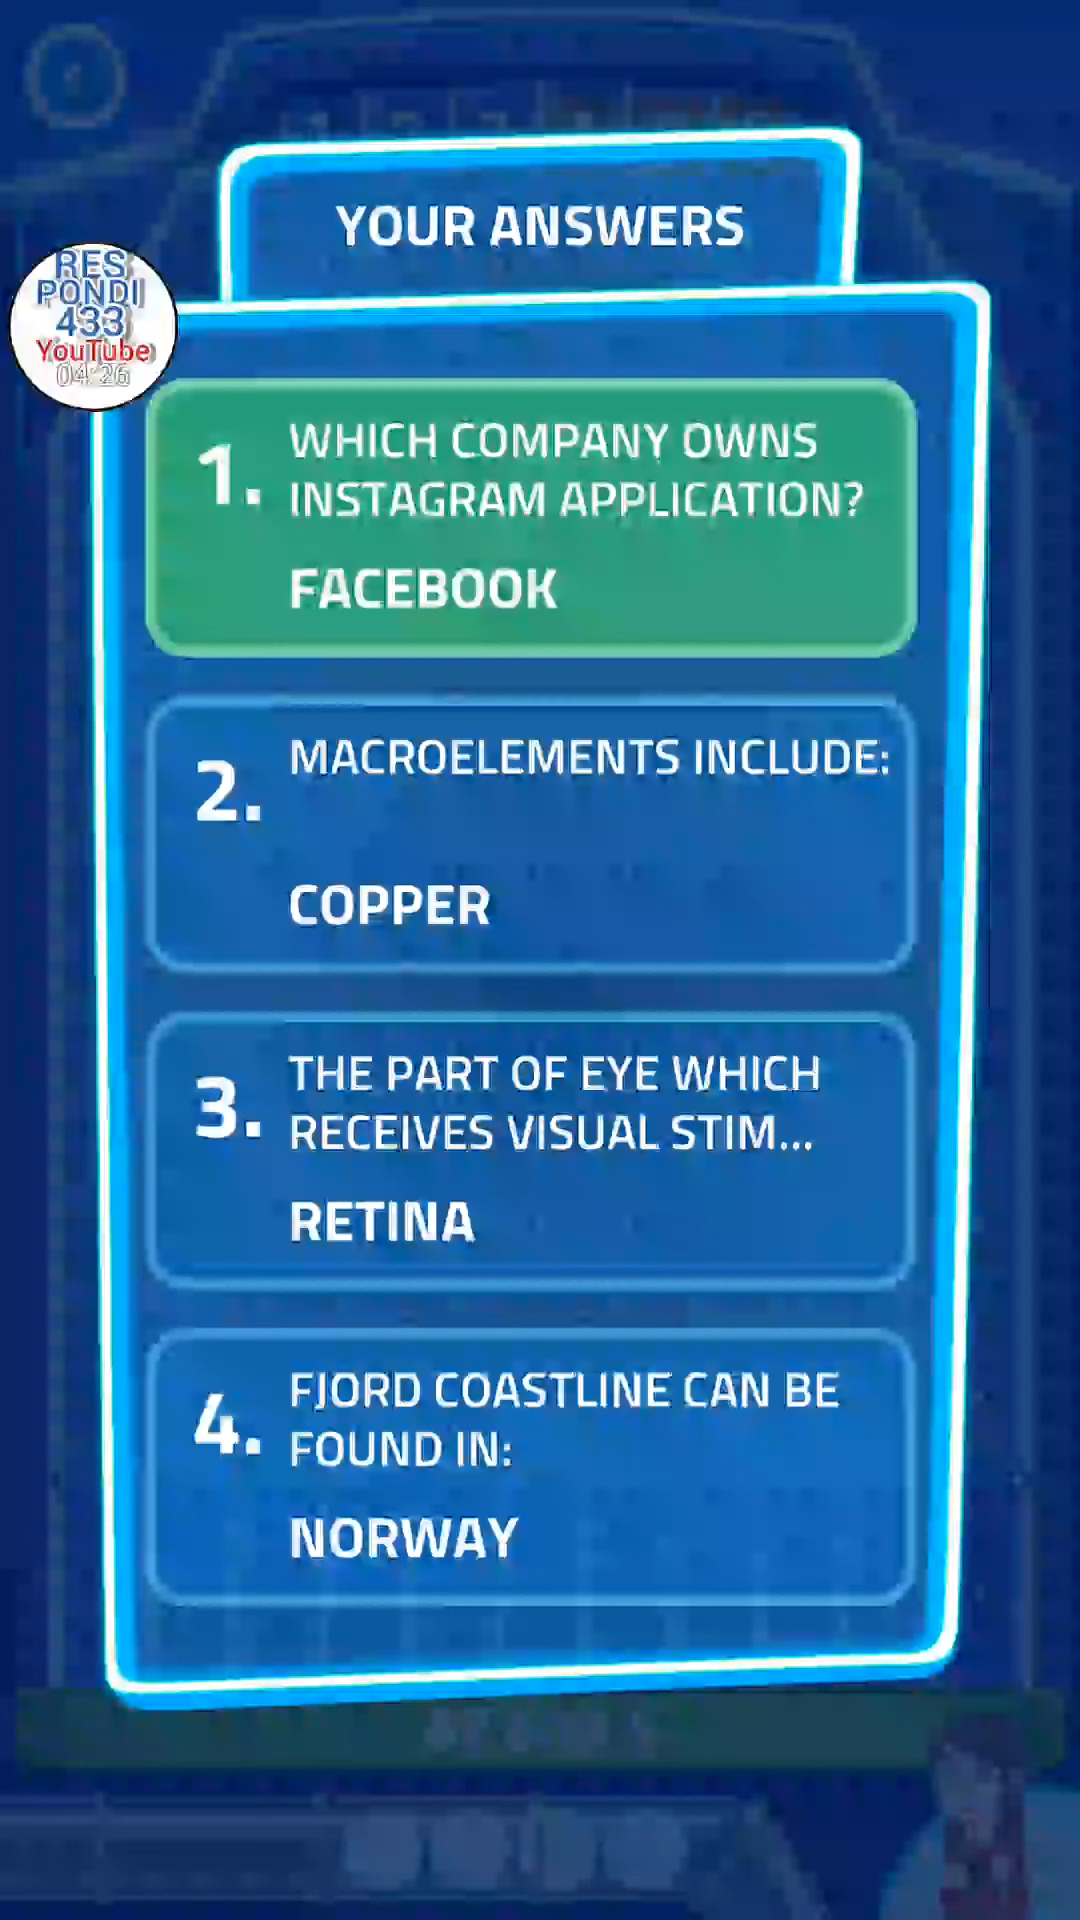 YOUR ANSWERS
RES
PONDI
433
YouTube
04:26
1.
WHICH COMPANY OWNS
INSTAGRAM APPLICATION?
FACEBOOK
2.
MACROELEMENTS INCLUDE:
COPPER
3.
THE PART OF EYE WHICH
RECEIVES VISUAL STIM...
RETINA
4.
FJORD COASTLINE CAN BE
FOUND IN:
NORWAY